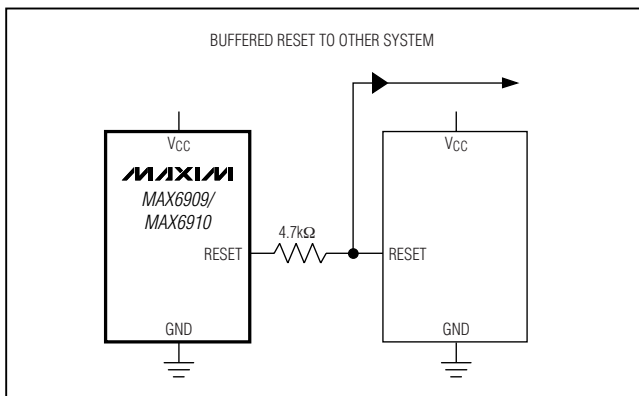 BUFFERED RESET TO OTHER SYSTEM
VCC
VCC
MAXIM
MAX6909/
MAX6910
RESET
4.7kΩ
RESET
GND
GND